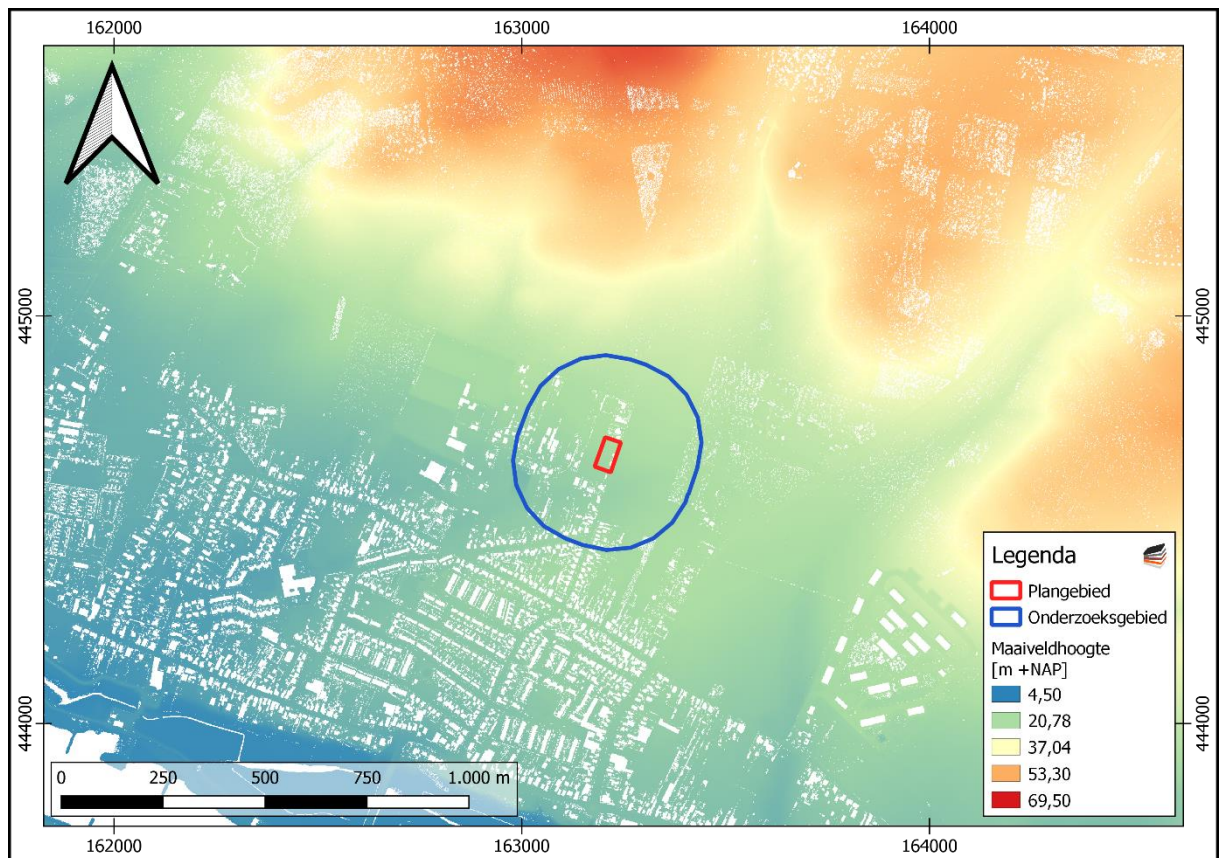 162000 163000 164000
445000 445000
444000 444000
0 250 500 750 1.000 m
Legenda
Plangebied
Onderzoeksgebied
Maaiveldhoogte
[m +NAP]
4,50
20,78
37,04
53,30
69,50
162000 163000 164000